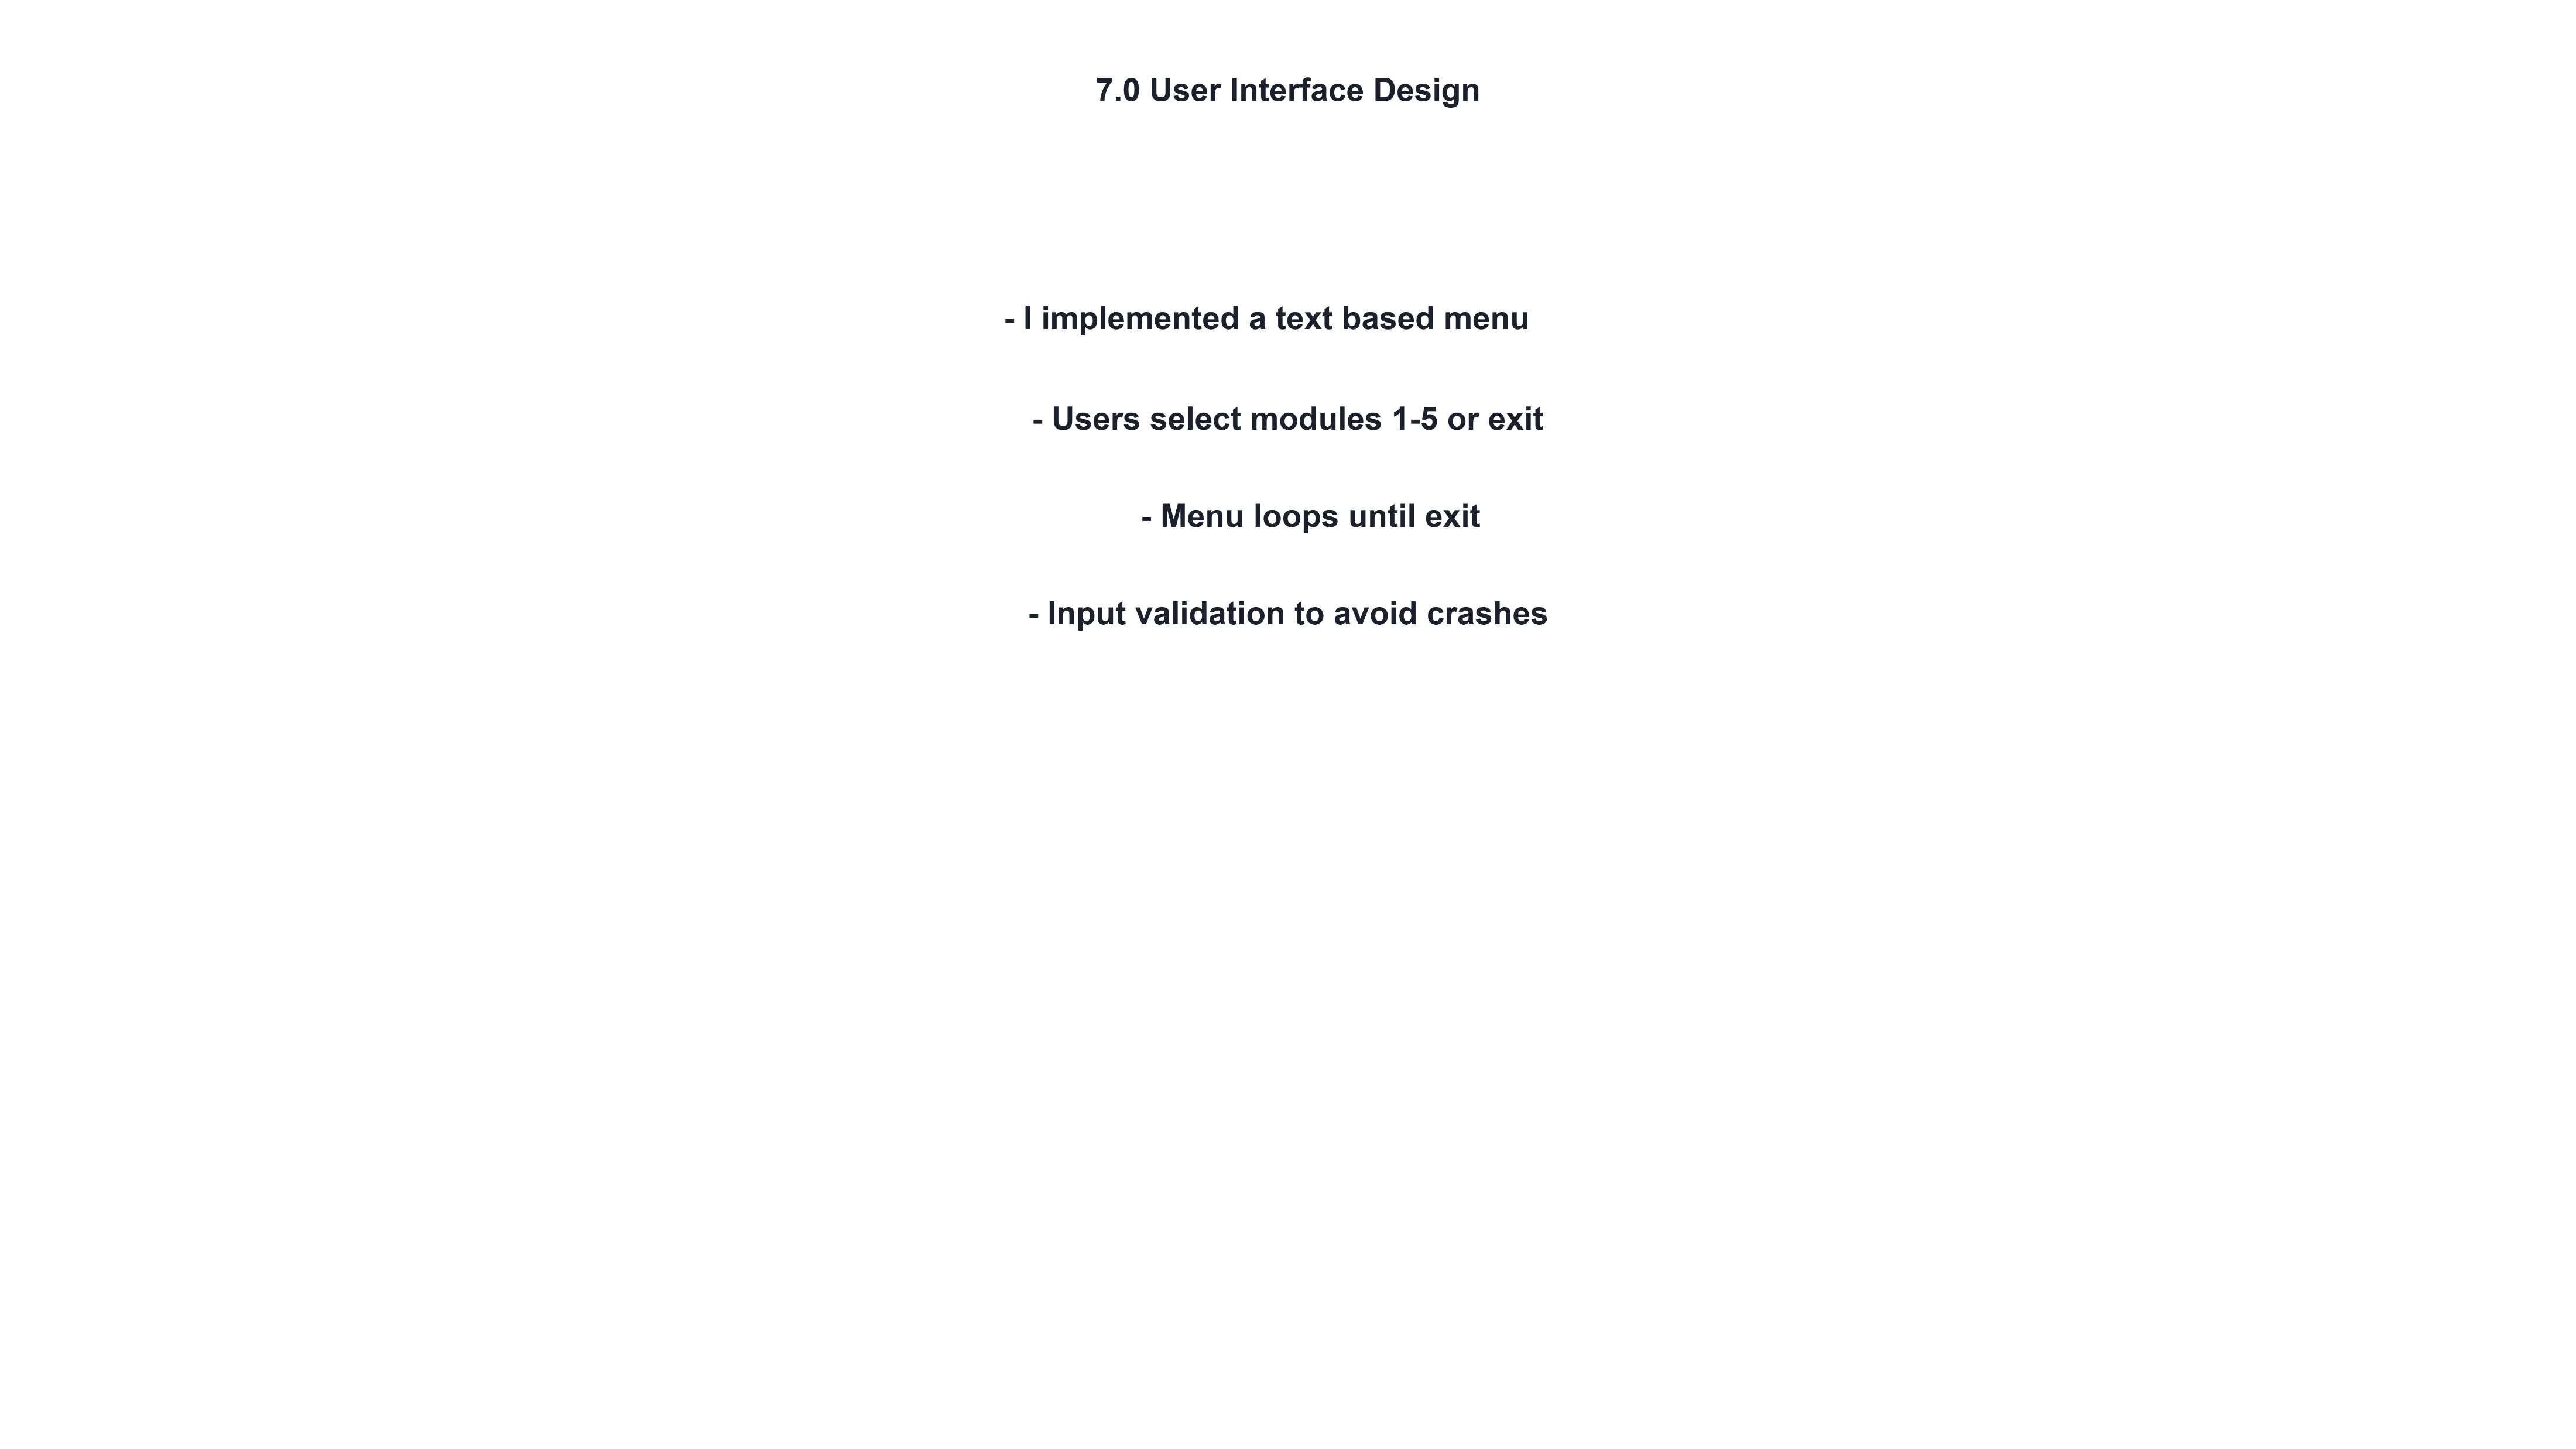 7.0 User Interface Design
- I implemented a text based menu
- Users select modules 1-5 or exit
- Menu loops until exit
- Input validation to avoid crashes